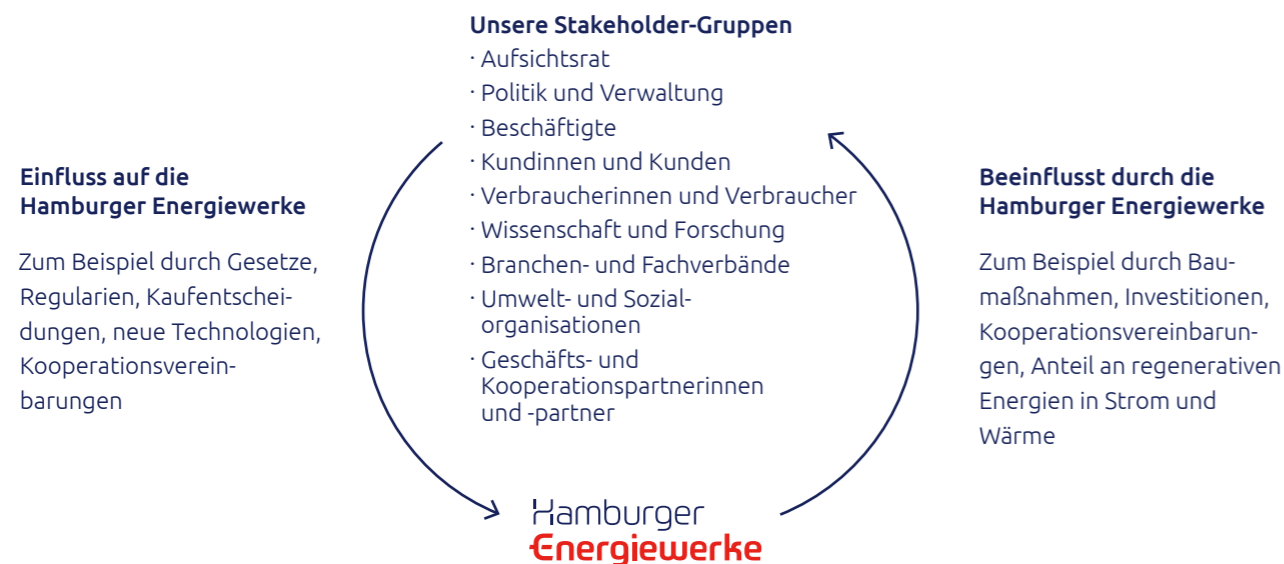 Unsere Stakeholder-Gruppen
· Aufsichtsrat
· Politik und Verwaltung
· Beschäftigte
· Kundinnen und Kunden
· Verbraucherinnen und Verbraucher
· Wissenschaft und Forschung
· Branchen- und Fachverbände
· Umwelt- und Sozial-
organisationen
· Geschäfts- und
Kooperationspartnerinnen
und -partner
Einfluss auf die
Hamburger Energiewerke
Zum Beispiel durch Gesetze,
Regularien, Kaufentschei-
dungen, neue Technologien,
Kooperationsverein-
barungen
Beeinflusst durch die
Hamburger Energiewerke
Zum Beispiel durch Bau-
maßnahmen, Investitionen,
Kooperationsvereinbarun-
gen, Anteil an regenerativen
Energien in Strom und
Wärme
Hamburger
Energiewerke